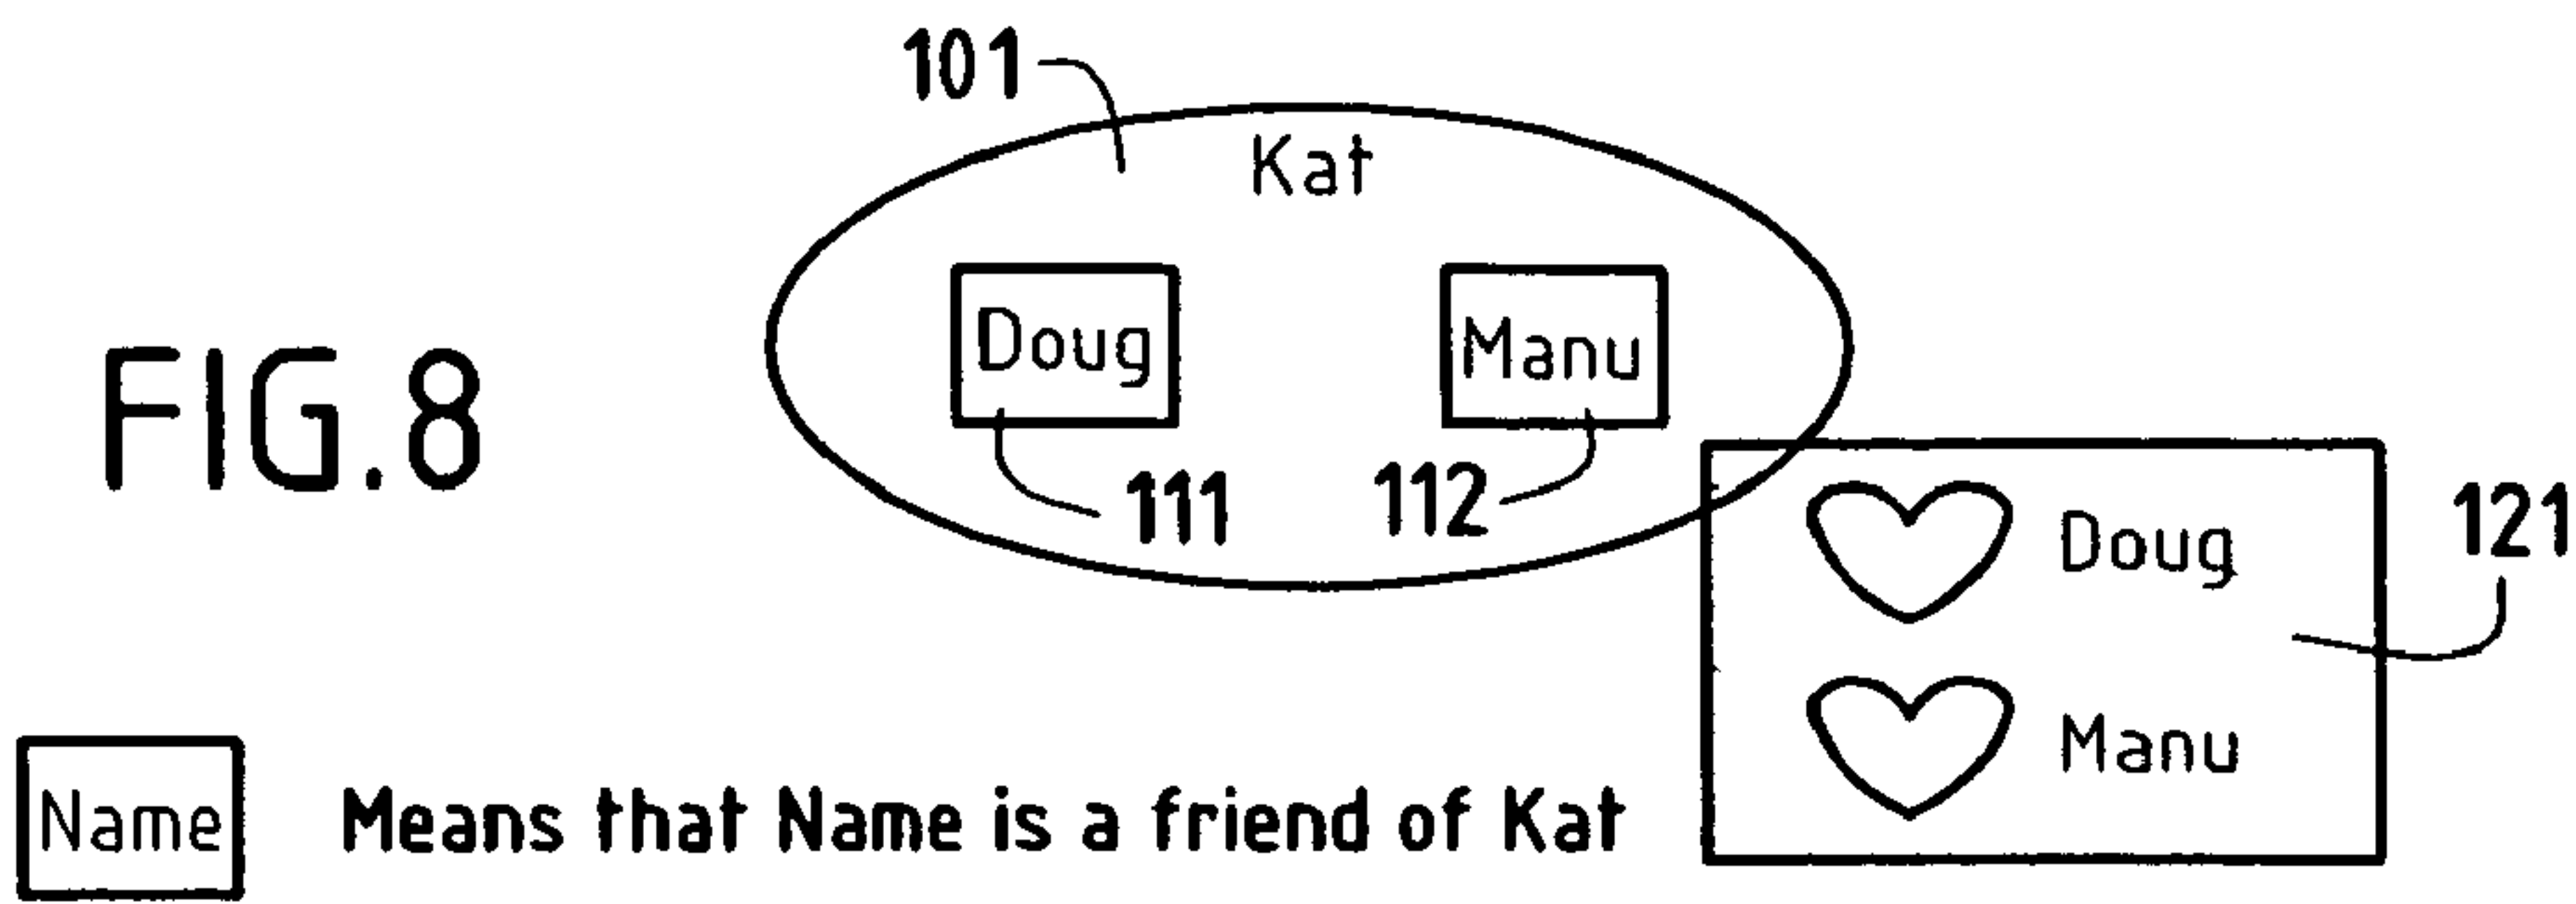 101
Kat
Doug
Manu
FIG.8
111
112
Doug
121
Manu
Name
Means that Name is a friend of Kat